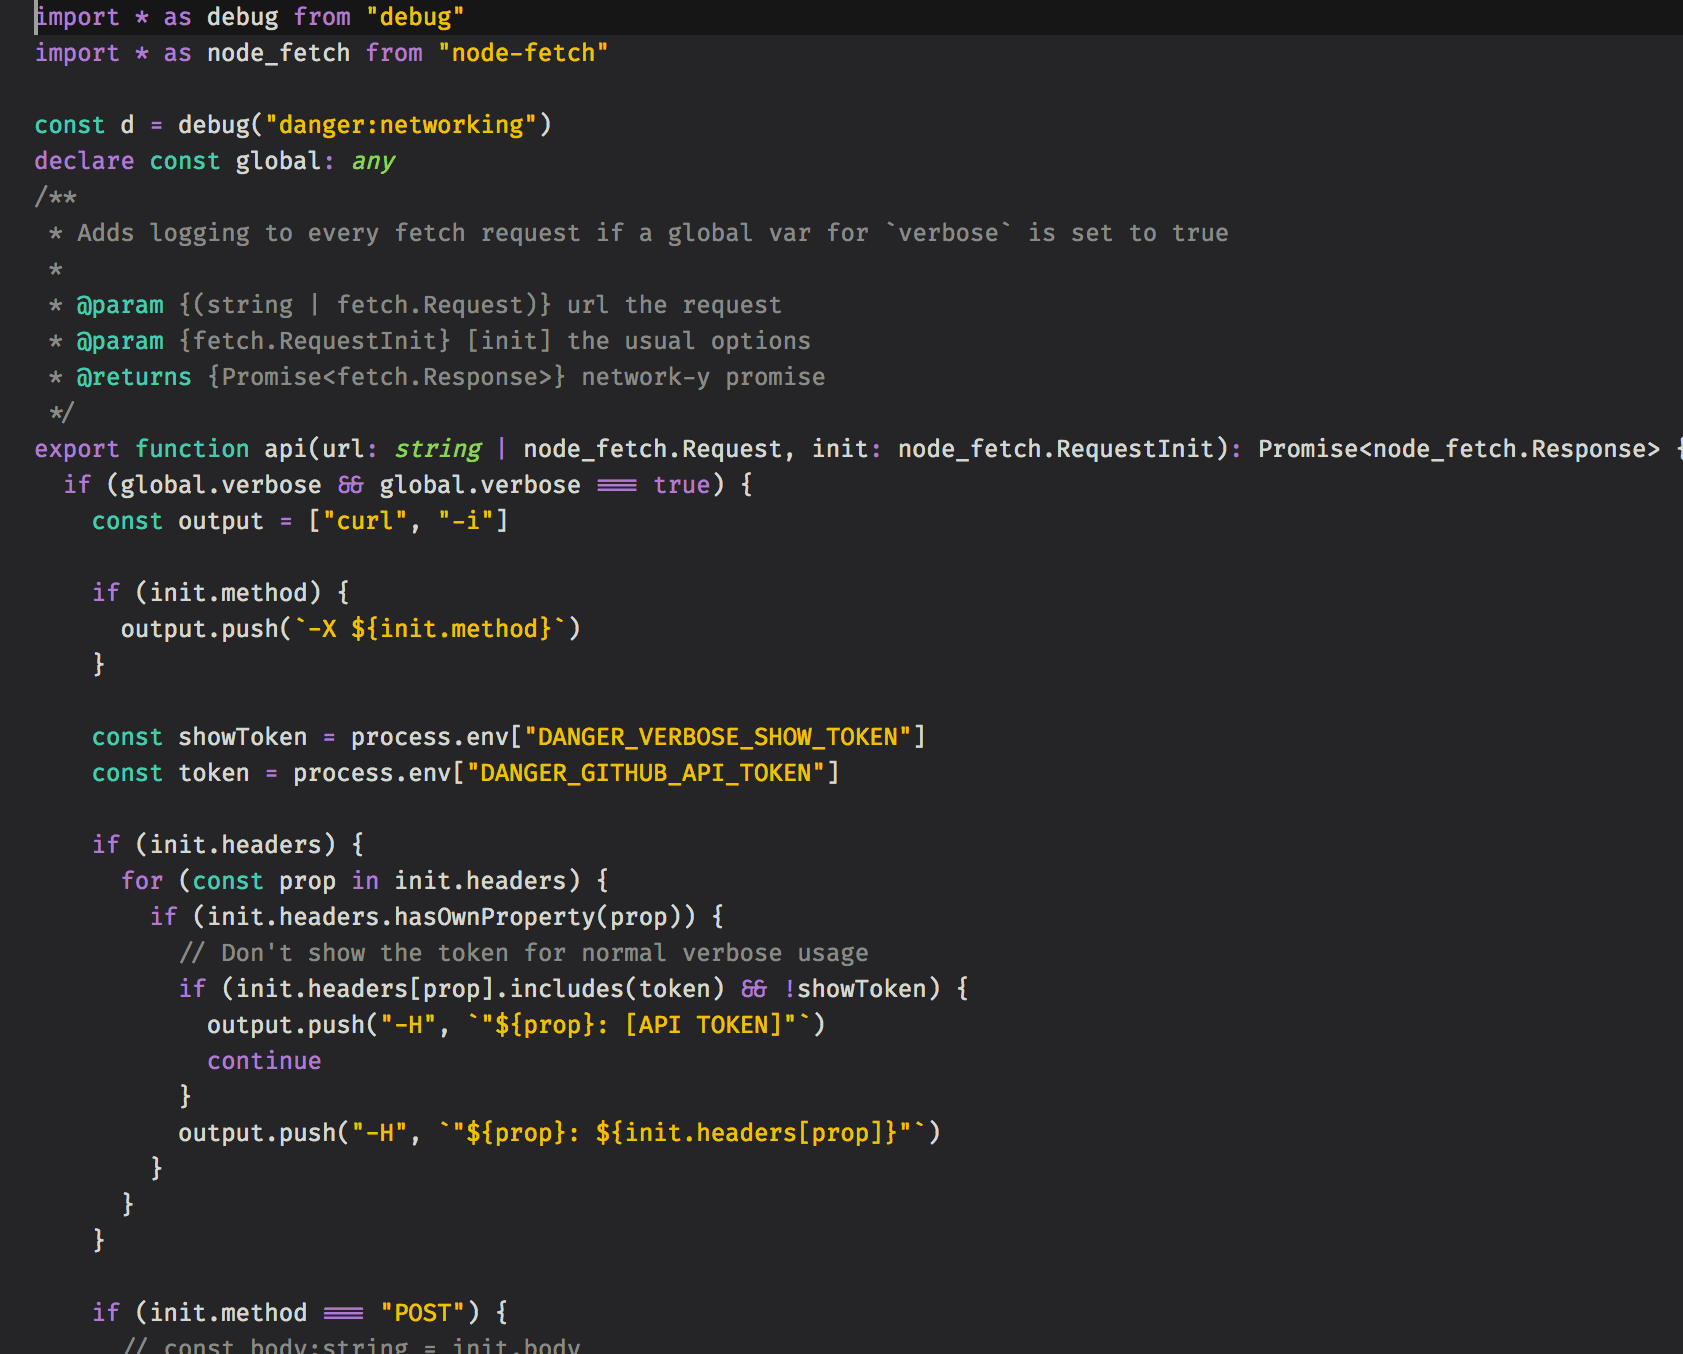 import * as debug from "debug"
import * as node_fetch from "node-fetch"

const d = debug("danger:networking")
declare const global: any
/**
 * Adds logging to every fetch request if a global var for `verbose` is set to true
 *
 * @param {(string | fetch.Request)} url the request
 * @param {fetch.RequestInit} [init] the usual options
 * @returns {Promise<fetch.Response>} network-y promise
 */
export function api(url: string | node_fetch.Request, init: node_fetch.RequestInit): Promise<node_fetch.Response> {
  if (global.verbose && global.verbose === true) {
    const output = ["curl", "-i"]

    if (init.method) {
      output.push(`-X ${init.method}`)
    }

    const showToken = process.env["DANGER_VERBOSE_SHOW_TOKEN"]
    const token = process.env["DANGER_GITHUB_API_TOKEN"]

    if (init.headers) {
      for (const prop in init.headers) {
        if (init.headers.hasOwnProperty(prop)) {
          // Don't show the token for normal verbose usage
          if (init.headers[prop].includes(token) && !showToken) {
            output.push("-H", `"${prop}: [API TOKEN]"`)
            continue
          }
          output.push("-H", `"${prop}: ${init.headers[prop]}"`)
        }
      }
    }

    if (init.method === "POST") {
      // const body:string = init.body